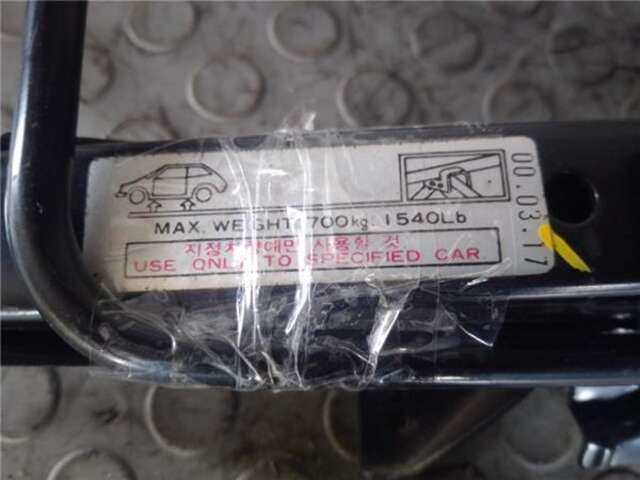 MAX. WEIGHT: 700kg. 1540Lb
지정차량에만 사용할 것
USE ONLY TO SPECIFIED CAR
00.03.17